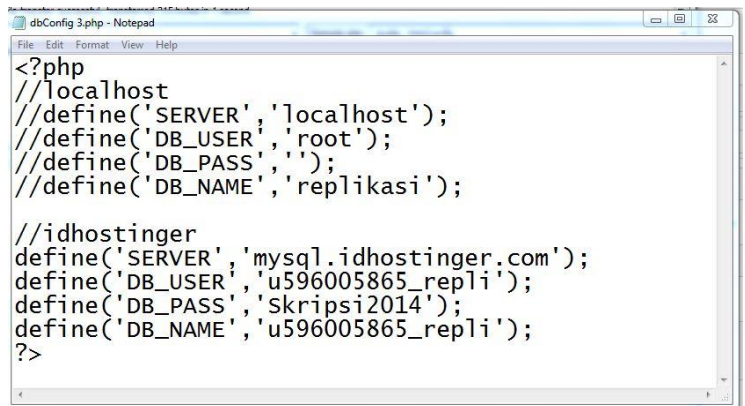 dbConfig 3.php - Notepad
File Edit Format View Help
<?php
//localhost
//define('SERVER','localhost');
//define('DB_USER','root');
//define('DB_PASS','');
//define('DB_NAME','replikasi');
//idhostinger
define('SERVER','mysql.idhostinger.com');
define('DB_USER','u596005865_repli');
define('DB_PASS','Skripsi2014');
define('DB_NAME','u596005865_repli');
?>